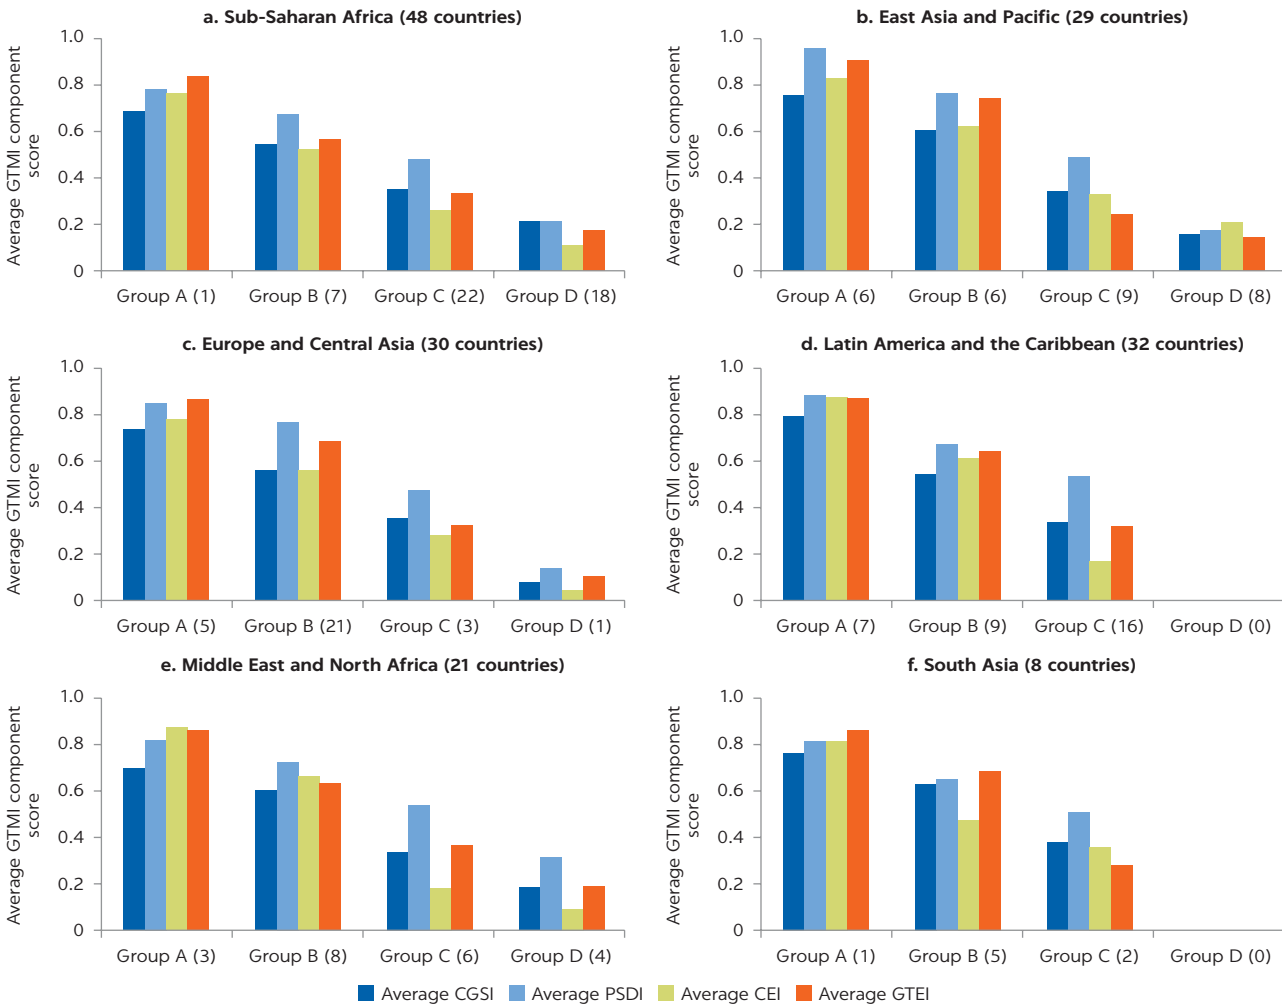 a. Sub-Saharan Africa (48 countries)
Average GTMI component
score
1.0
0.8
0.6
0.4
0.2
0
Group A (1) Group B (7) Group C (22) Group D (18)
b. East Asia and Pacific (29 countries)
Average GTMI component
score
1.0
0.8
0.6
0.4
0.2
0
Group A (6) Group B (6) Group C (9) Group D (8)
c. Europe and Central Asia (30 countries)
Average GTMI component
score
1.0
0.8
0.6
0.4
0.2
0
Group A (5) Group B (21) Group C (3) Group D (1)
d. Latin America and the Caribbean (32 countries)
Average GTMI component
score
1.0
0.8
0.6
0.4
0.2
0
Group A (7) Group B (9) Group C (16) Group D (0)
e. Middle East and North Africa (21 countries)
Average GTMI component
score
1.0
0.8
0.6
0.4
0.2
0
Group A (3) Group B (8) Group C (6) Group D (4)
f. South Asia (8 countries)
Average GTMI component
score
1.0
0.8
0.6
0.4
0.2
0
Group A (1) Group B (5) Group C (2) Group D (0)
Average CGSI Average PSDI Average CEI Average GTEI